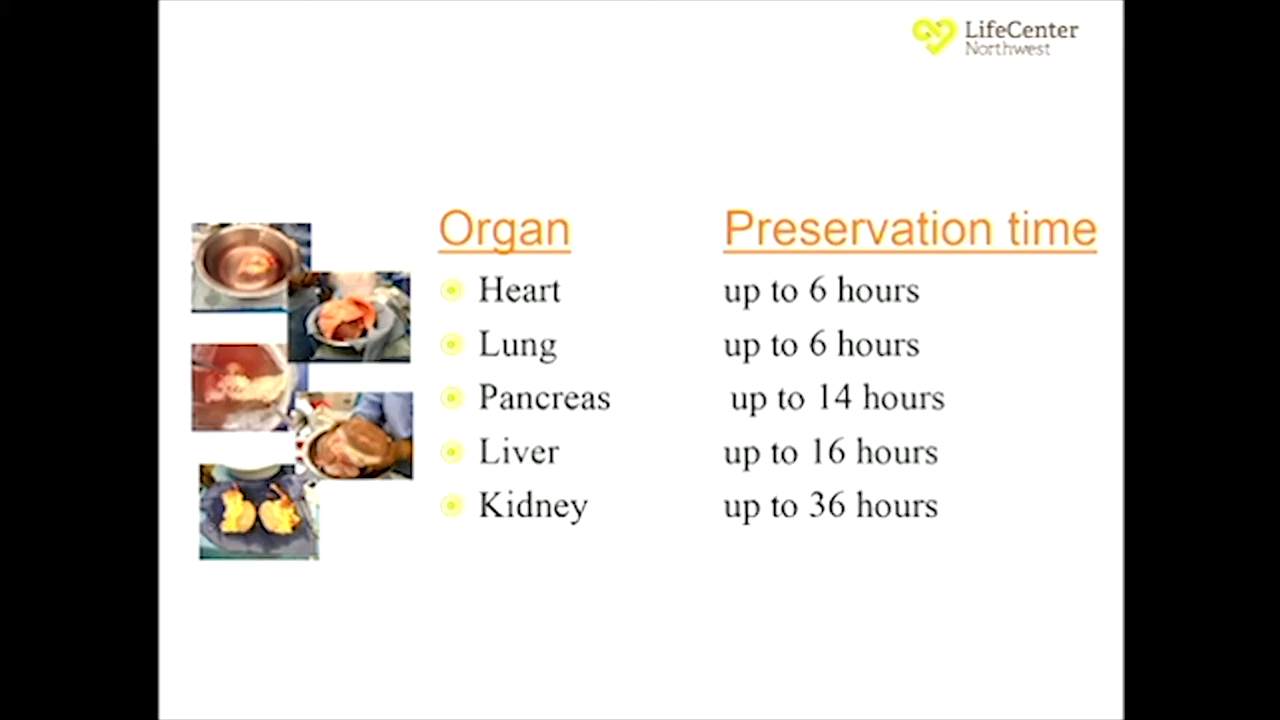 LifeCenter
Northwest
Organ Preservation time
Heart up to 6 hours
Lung up to 6 hours
Pancreas up to 14 hours
Liver up to 16 hours
Kidney up to 36 hours